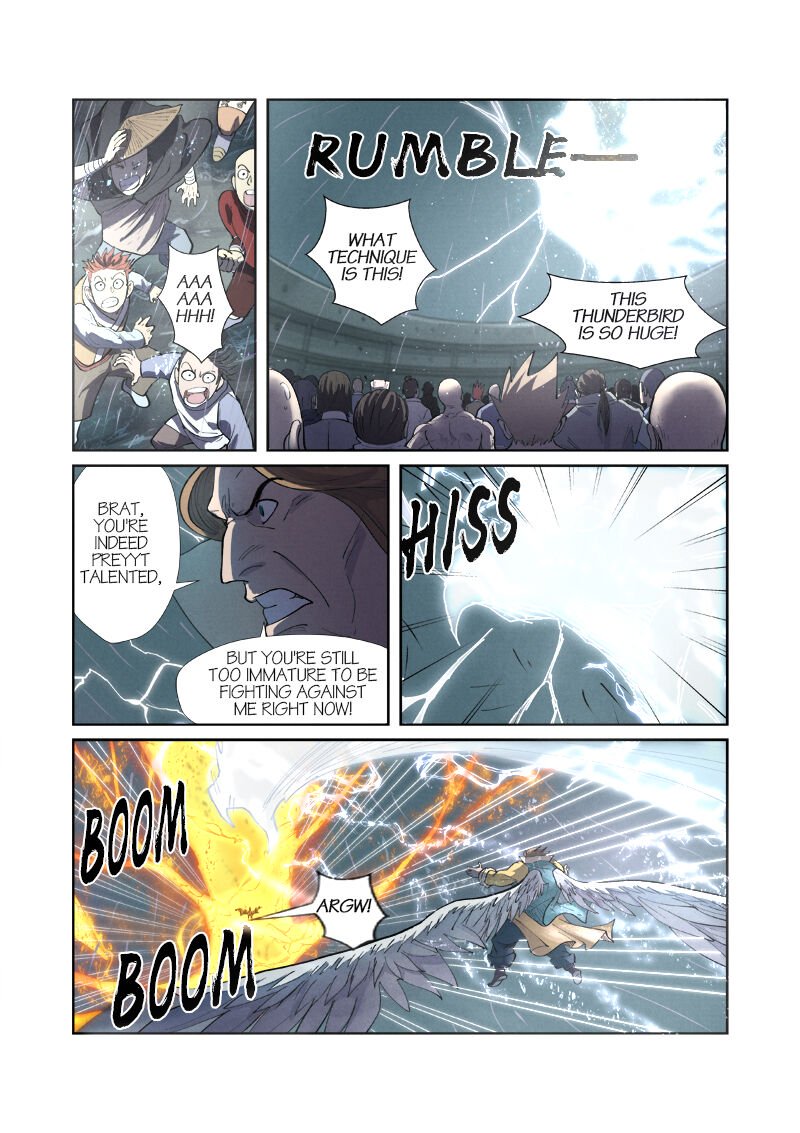 AAA
AAA
HHH!
RUMBLE—
WHAT
TECHNIQUE
IS THIS!
THIS
THUNDERBIRD
IS SO HUGE!
BRAT,
YOU'RE
INDEED
PREYYT
TALENTED,
BUT YOU'RE STILL
TOO IMMATURE TO BE
FIGHTING AGAINST
ME RIGHT NOW!
HISS
BOOM
ARGW!
BOOM